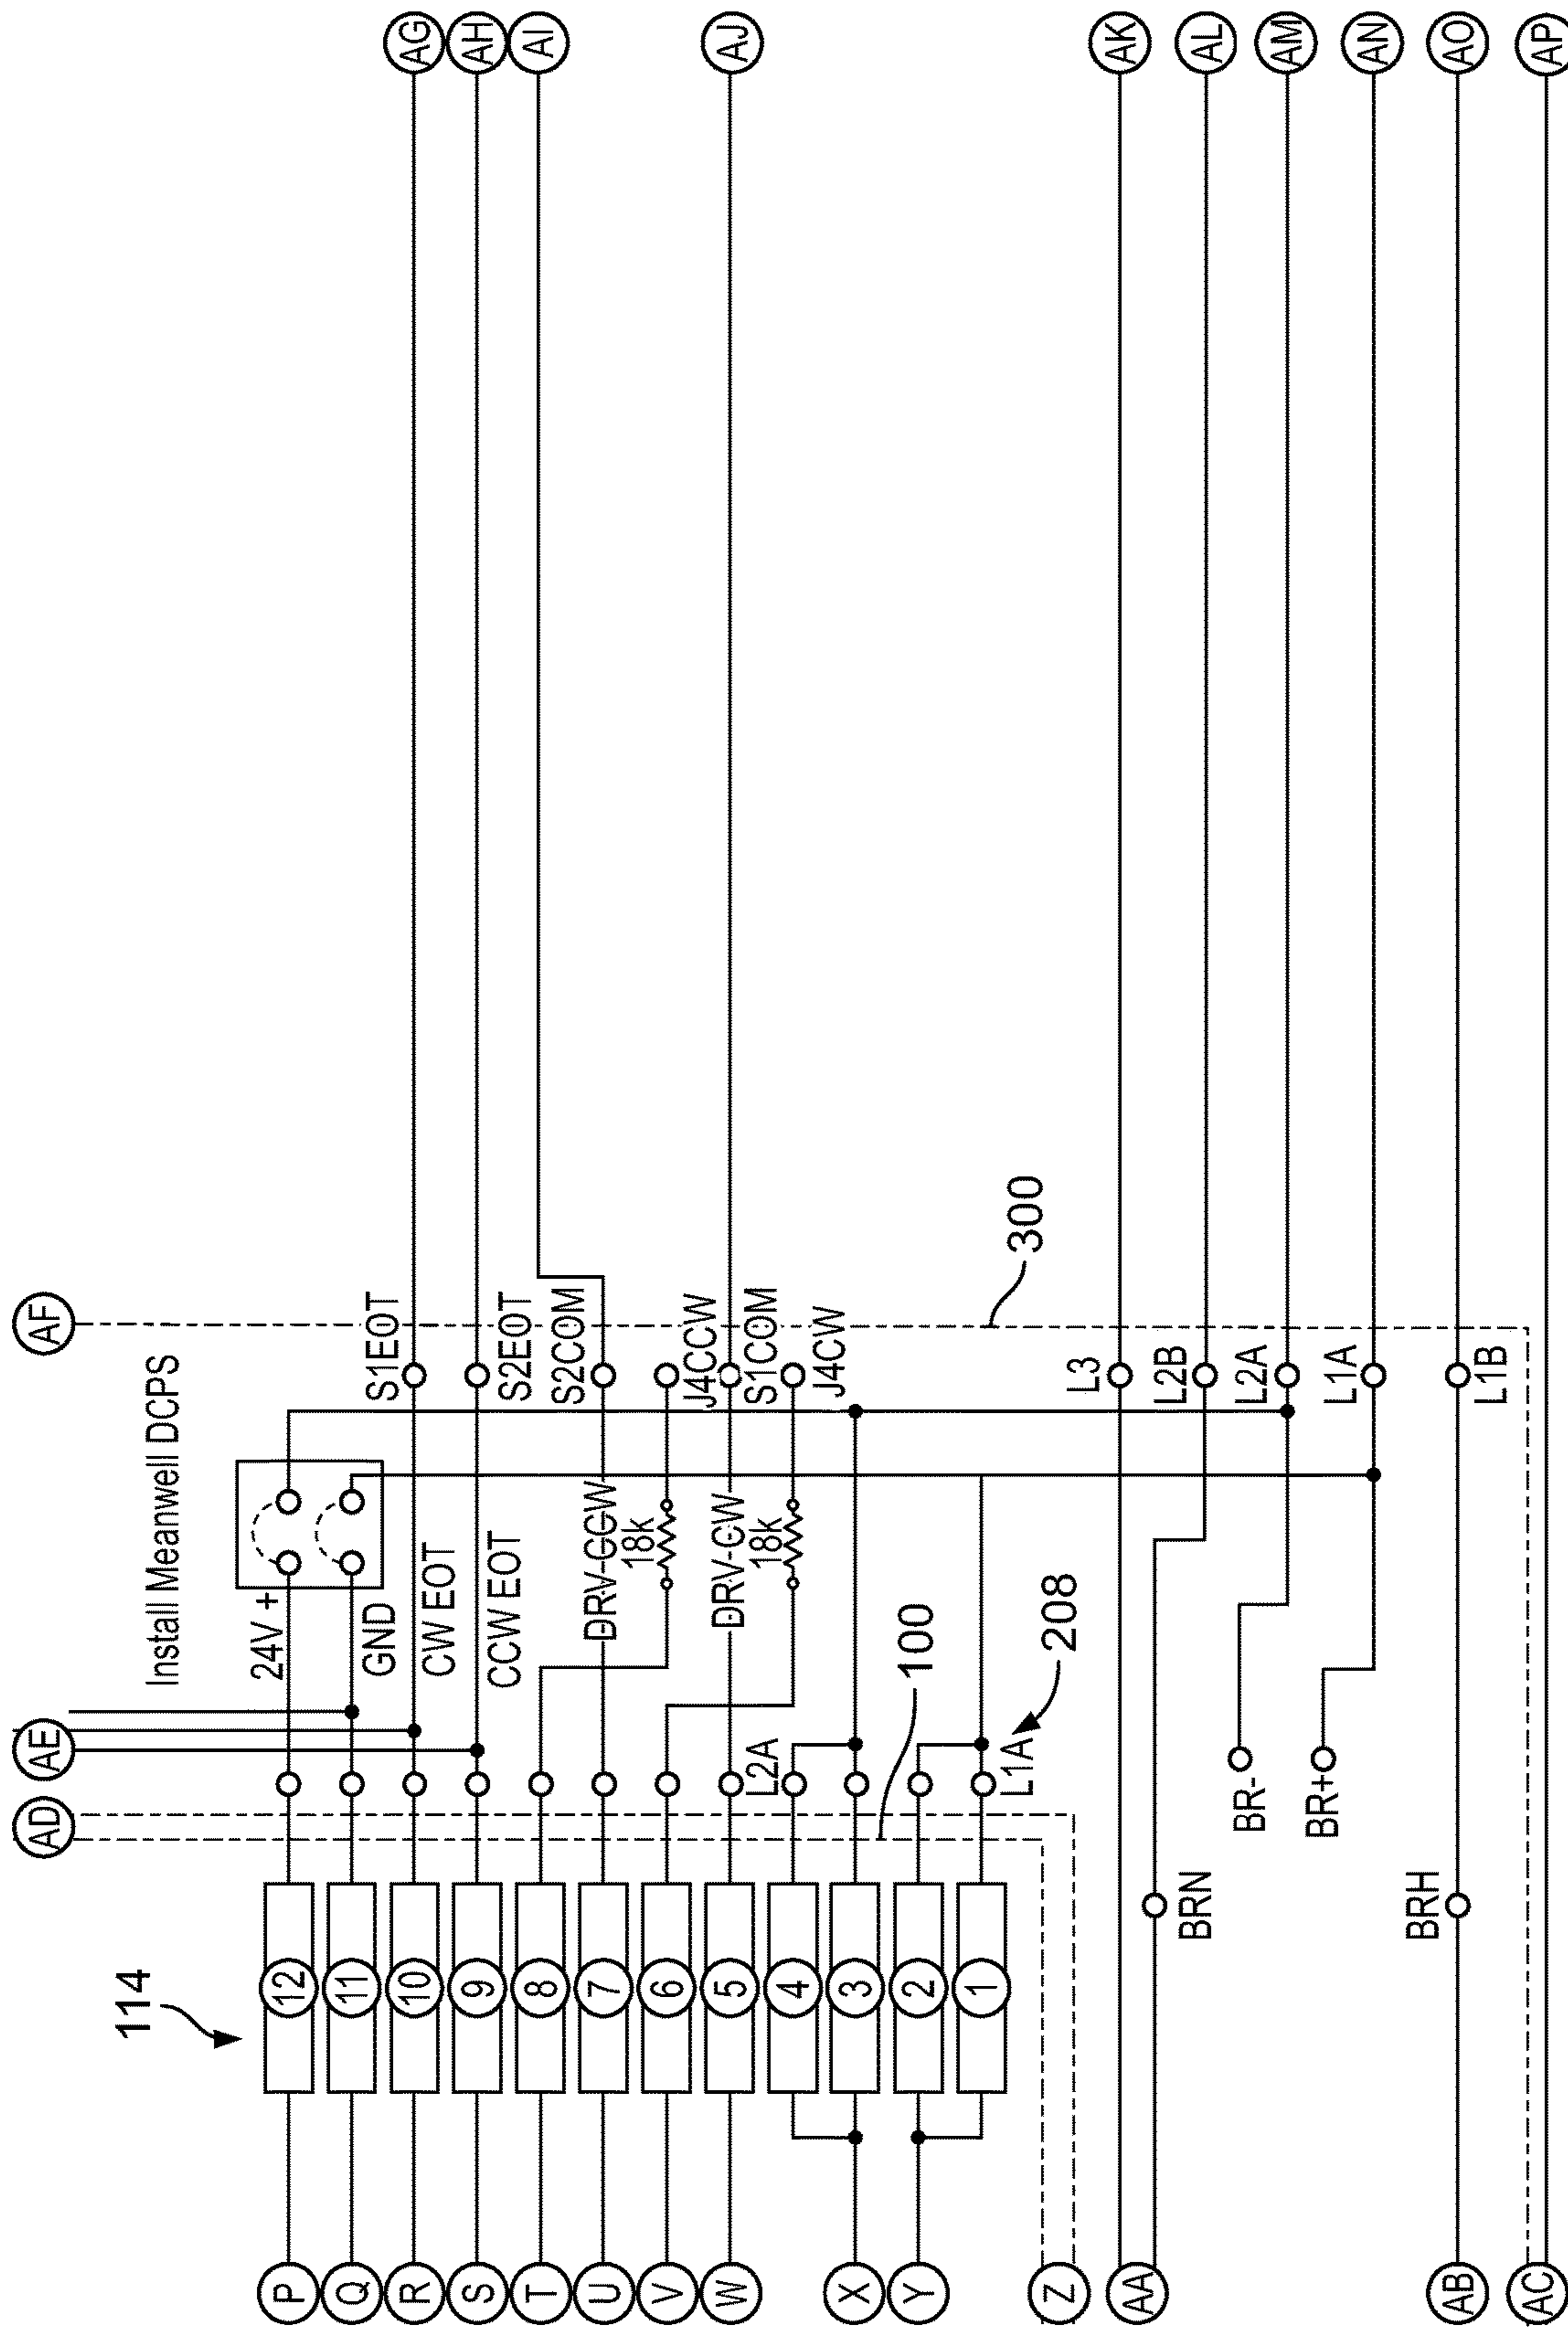 AG
AH
AI
AJ
AK
AL
AM
AN
AO
AP
AF
300
Install Meanwell DCPS
S1EOT
S2EOT
S2COM
J4CCW
S1COM
J4CW
L3
L2B
L2A
L1A
L1B
24V +
GND
CW EOT
CCW EOT
DRV-CCW
18k
DRV-CW
18k
100
208
AE
AD
L2A
L1A
BR-
BR+
BRN
BRH
114
12
11
10
9
8
7
6
5
4
3
2
1
P
Q
R
S
T
U
V
W
X
Y
Z
AA
AB
AC